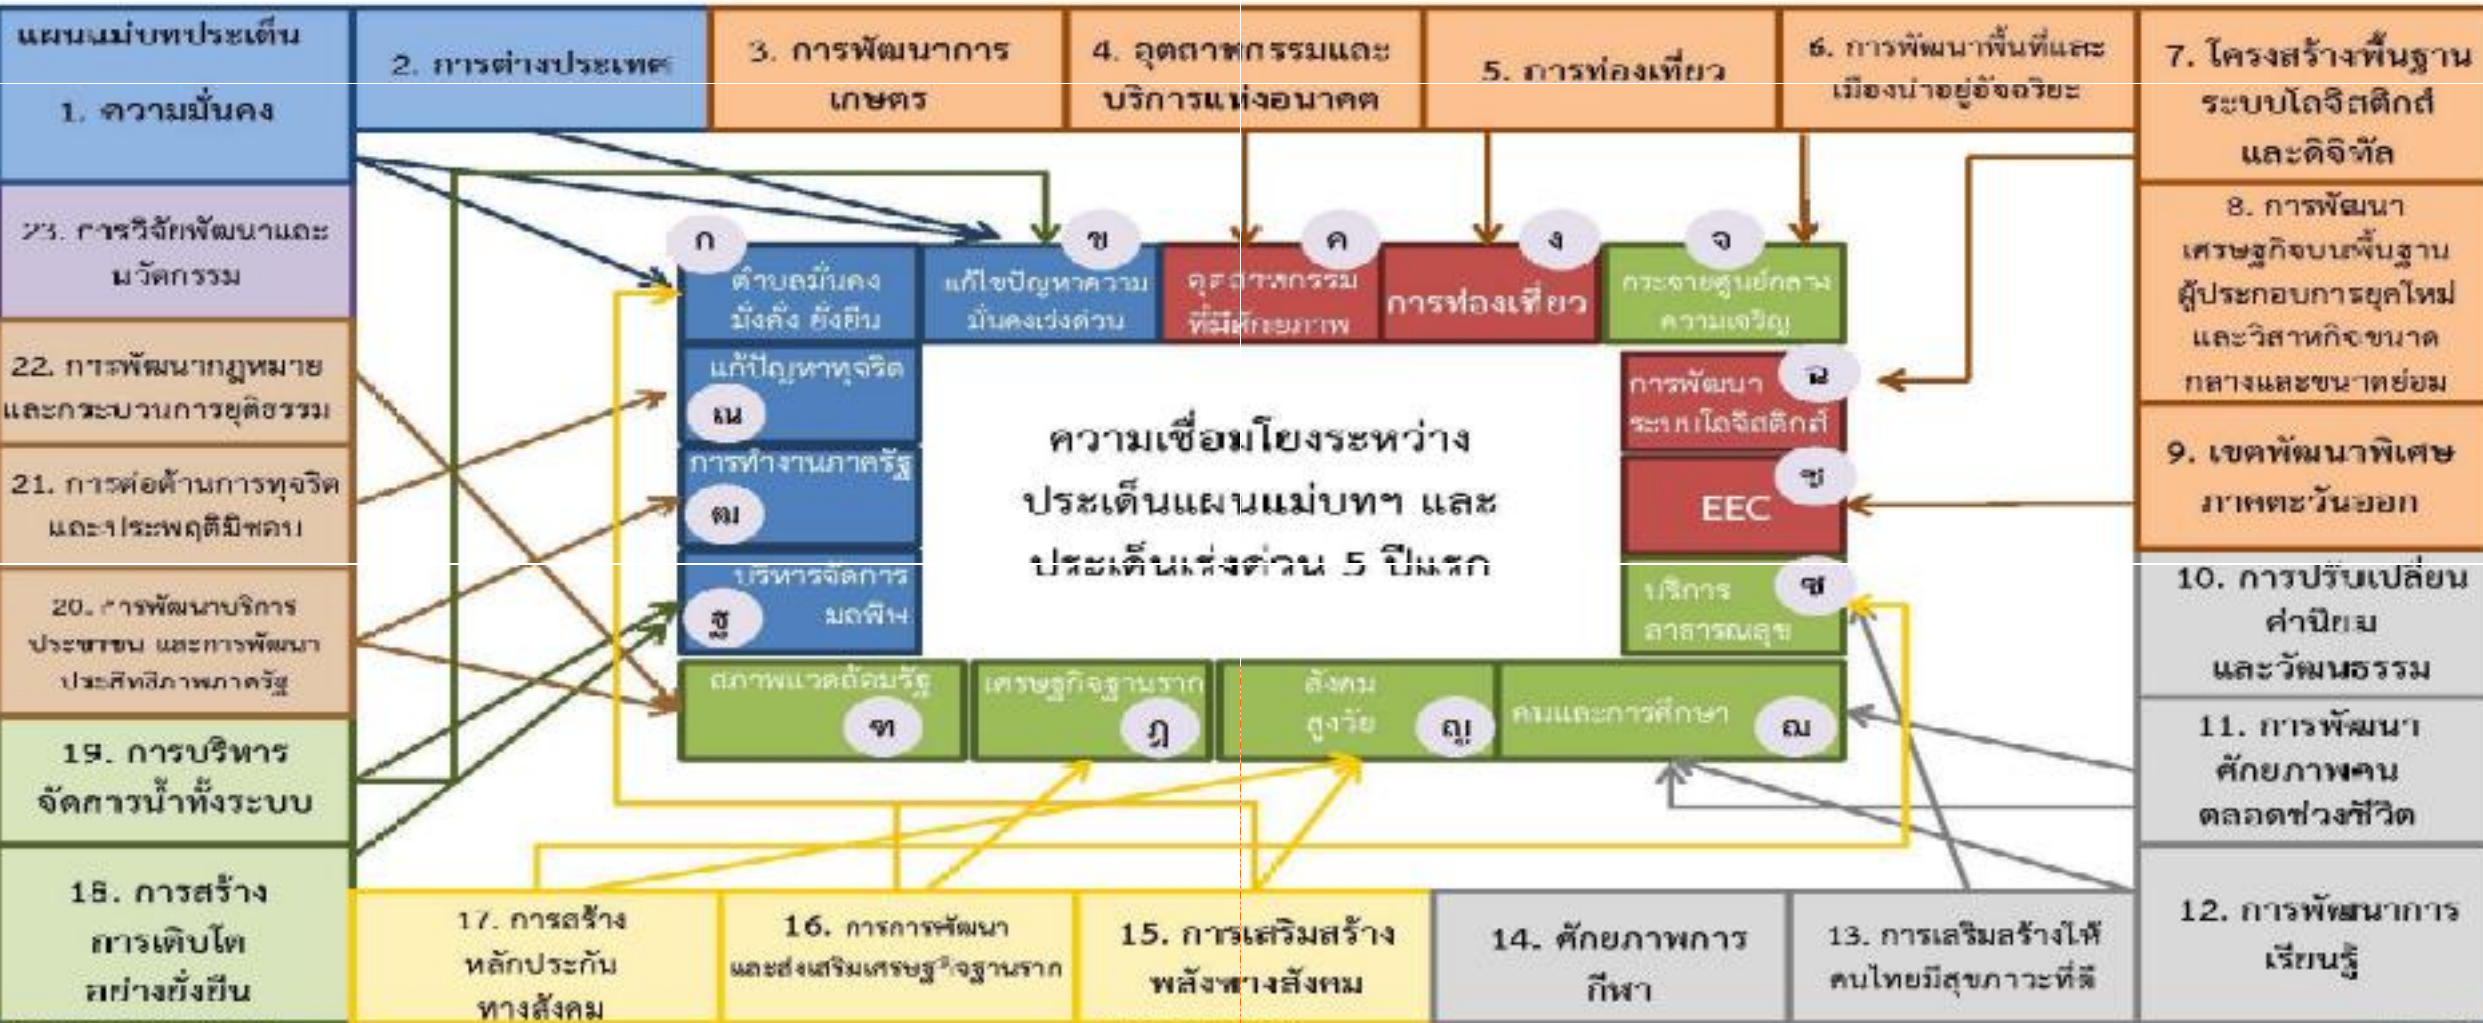 แผนแม่บทประเด็น
1. ความมั่นคง
2. การต่างประเทศ
3. การพัฒนาการ
เกษตร
4. อุตสาหกรรมและ
บริการแห่งอนาคต
5. การท่องเที่ยว
6. การพัฒนาพื้นที่และ
เมืองน่าอยู่อัจฉริยะ
7. โครงสร้างพื้นฐาน
ระบบโลจิสติกส์
และดิจิทัล
8. การพัฒนา
เศรษฐกิจบนพื้นฐาน
ผู้ประกอบการยุคใหม่
และวิสาหกิจขนาด
กลางและขนาดย่อม
9. เขตพัฒนาพิเศษ
ภาคตะวันออก
10. การปรับเปลี่ยน
ค่านิยม
และวัฒนธรรม
11. การพัฒนา
ศักยภาพคน
ตลอดช่วงชีวิต
12. การพัฒนาการ
เรียนรู้
13. การเสริมสร้างให้
คนไทยมีสุขภาวะที่ดี
14. ศักยภาพการ
กีฬา
15. การเสริมสร้าง
พลังทางสังคม
16. การการพัฒนา
และส่งเสริมเศรษฐกิจฐานราก
17. การสร้าง
หลักประกัน
ทางสังคม
18. การสร้าง
การเติบโต
อย่างยั่งยืน
19. การบริหาร
จัดการน้ำทั้งระบบ
20. การพัฒนาบริการ
ประชาชน และการพัฒนา
ประสิทธิภาพภาครัฐ
21. การต่อต้านการทุจริต
และประพฤติมิชอบ
22. การพัฒนากฎหมาย
และกระบวนการยุติธรรม
23. การวิจัยพัฒนาและ
นวัตกรรม
ก
ตำบลมั่นคง
มั่งคั่ง ยั่งยืน
ข
แก้ไขปัญหาความ
มั่นคงเร่งด่วน
ค
อุตสาหกรรม
ที่มีศักยภาพ
ง
การท่องเที่ยว
จ
กระจายศูนย์กลาง
ความเจริญ
ฉ
การพัฒนา
ระบบโลจิสติกส์
ช
EEC
ซ
บริการ
สาธารณสุข
ฌ
คนและการศึกษา
ญ
สังคม
สูงวัย
ฎ
เศรษฐกิจฐานราก
ฑ
สภาพแวดล้อมรัฐ
ฐ
บริหารจัดการ
มลพิษ
ฒ
การทำงานภาครัฐ
ณ
แก้ปัญหาทุจริต
ความเชื่อมโยงระหว่าง
ประเด็นแผนแม่บทฯ และ
ประเด็นเร่งด่วน 5 ปีแรก